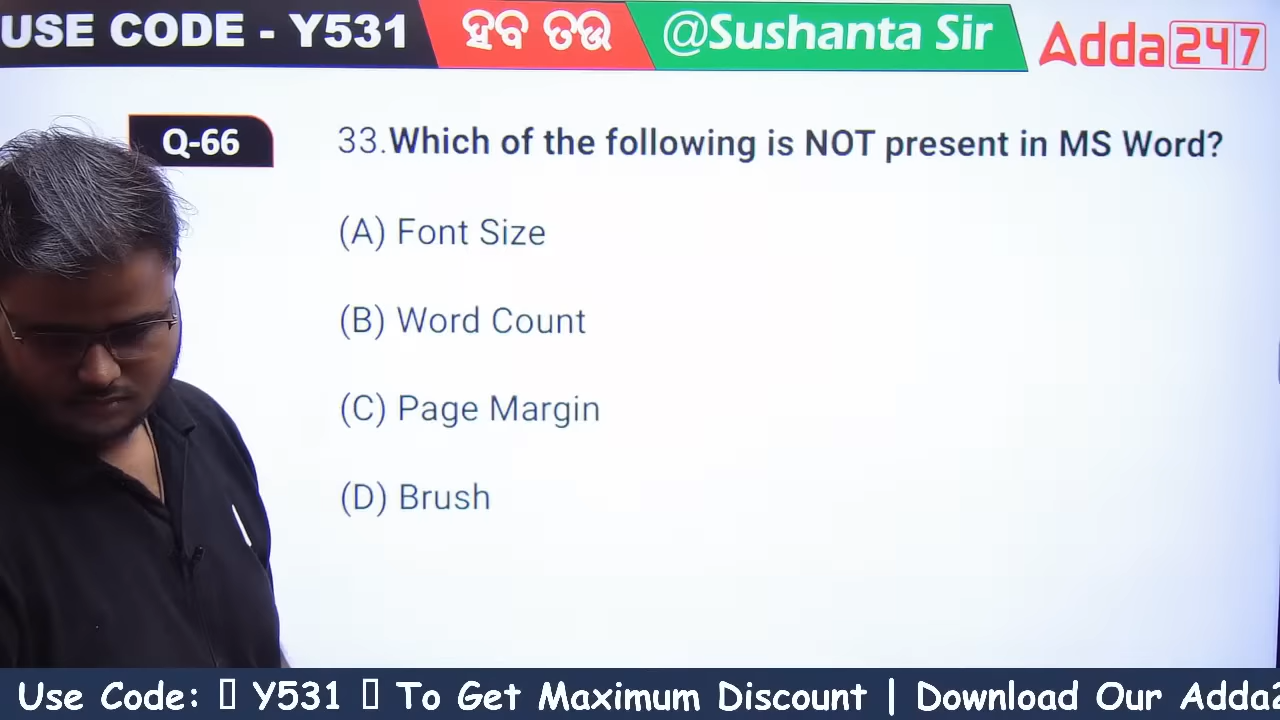 USE CODE - Y531 ହବ ତଉ @Sushanta Sir Adda247
Q-66 33.Which of the following is NOT present in MS Word?
(A) Font Size
(B) Word Count
(C) Page Margin
(D) Brush
Use Code: Y531 To Get Maximum Discount | Download Our Adda2